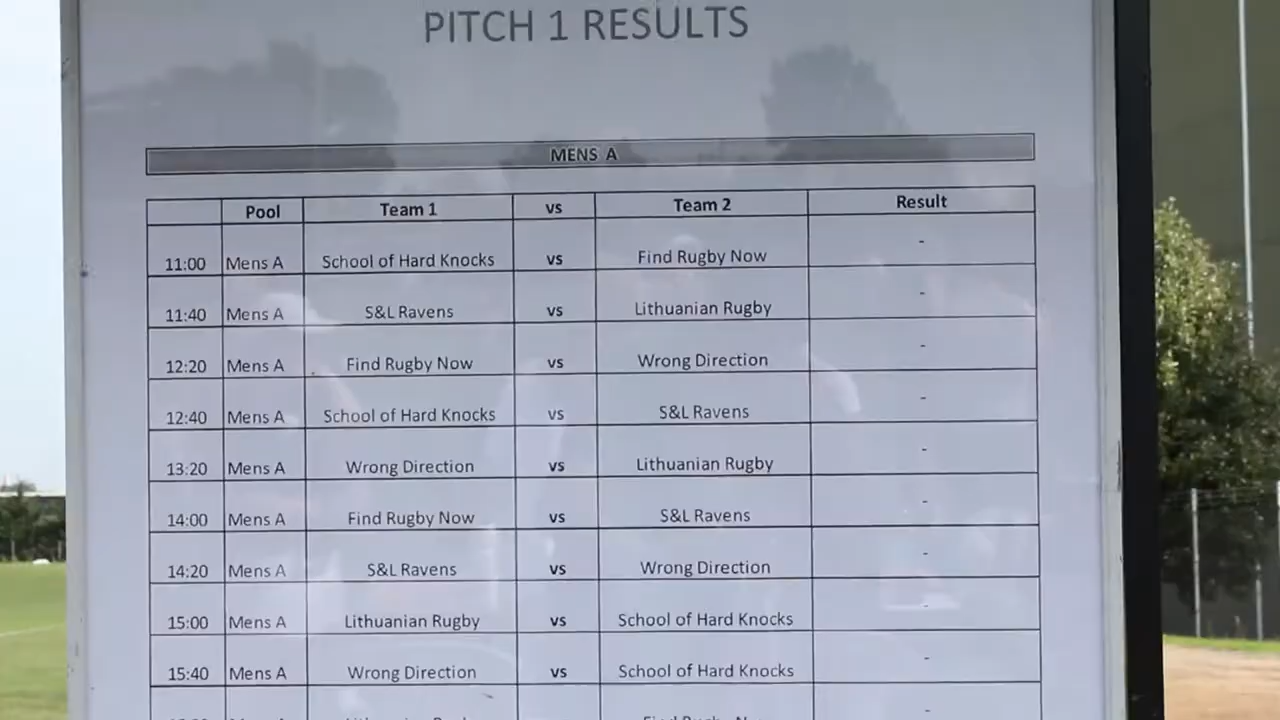 PITCH 1 RESULTS
MENS A
Pool Team 1 vs Team 2 Result
11:00 Mens A School of Hard Knocks vs Find Rugby Now -
11:40 Mens A S&L Ravens vs Lithuanian Rugby -
12:20 Mens A Find Rugby Now vs Wrong Direction -
12:40 Mens A School of Hard Knocks vs S&L Ravens -
13:20 Mens A Wrong Direction vs Lithuanian Rugby -
14:00 Mens A Find Rugby Now vs S&L Ravens -
14:20 Mens A S&L Ravens vs Wrong Direction -
15:00 Mens A Lithuanian Rugby vs School of Hard Knocks -
15:40 Mens A Wrong Direction vs School of Hard Knocks -